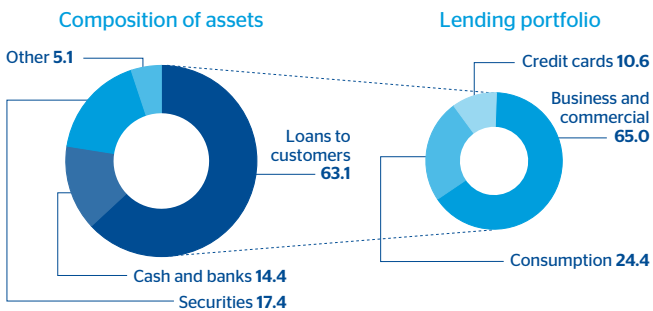 Composition of assets
Other 5.1
Loans to
customers
63.1
Cash and banks 14.4
Securities 17.4
Lending portfolio
Credit cards 10.6
Business and
commercial
65.0
Consumption 24.4